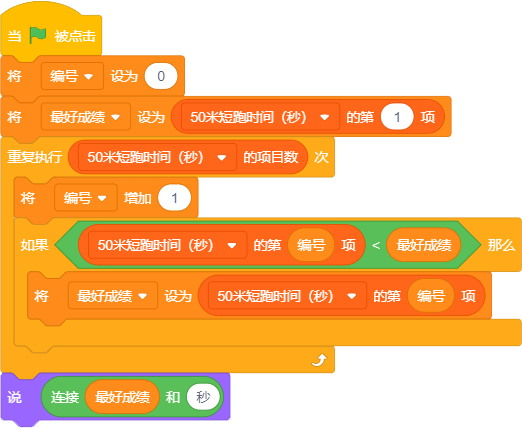 当 被点击
将 编号 设为 0
将 最好成绩 设为 50米短跑时间（秒） 的第 1 项
重复执行 50米短跑时间（秒） 的项目数 次
将 编号 增加 1
如果 50米短跑时间（秒） 的第 编号 项 < 最好成绩 那么
将 最好成绩 设为 50米短跑时间（秒） 的第 编号 项
说 连接 最好成绩 和 秒